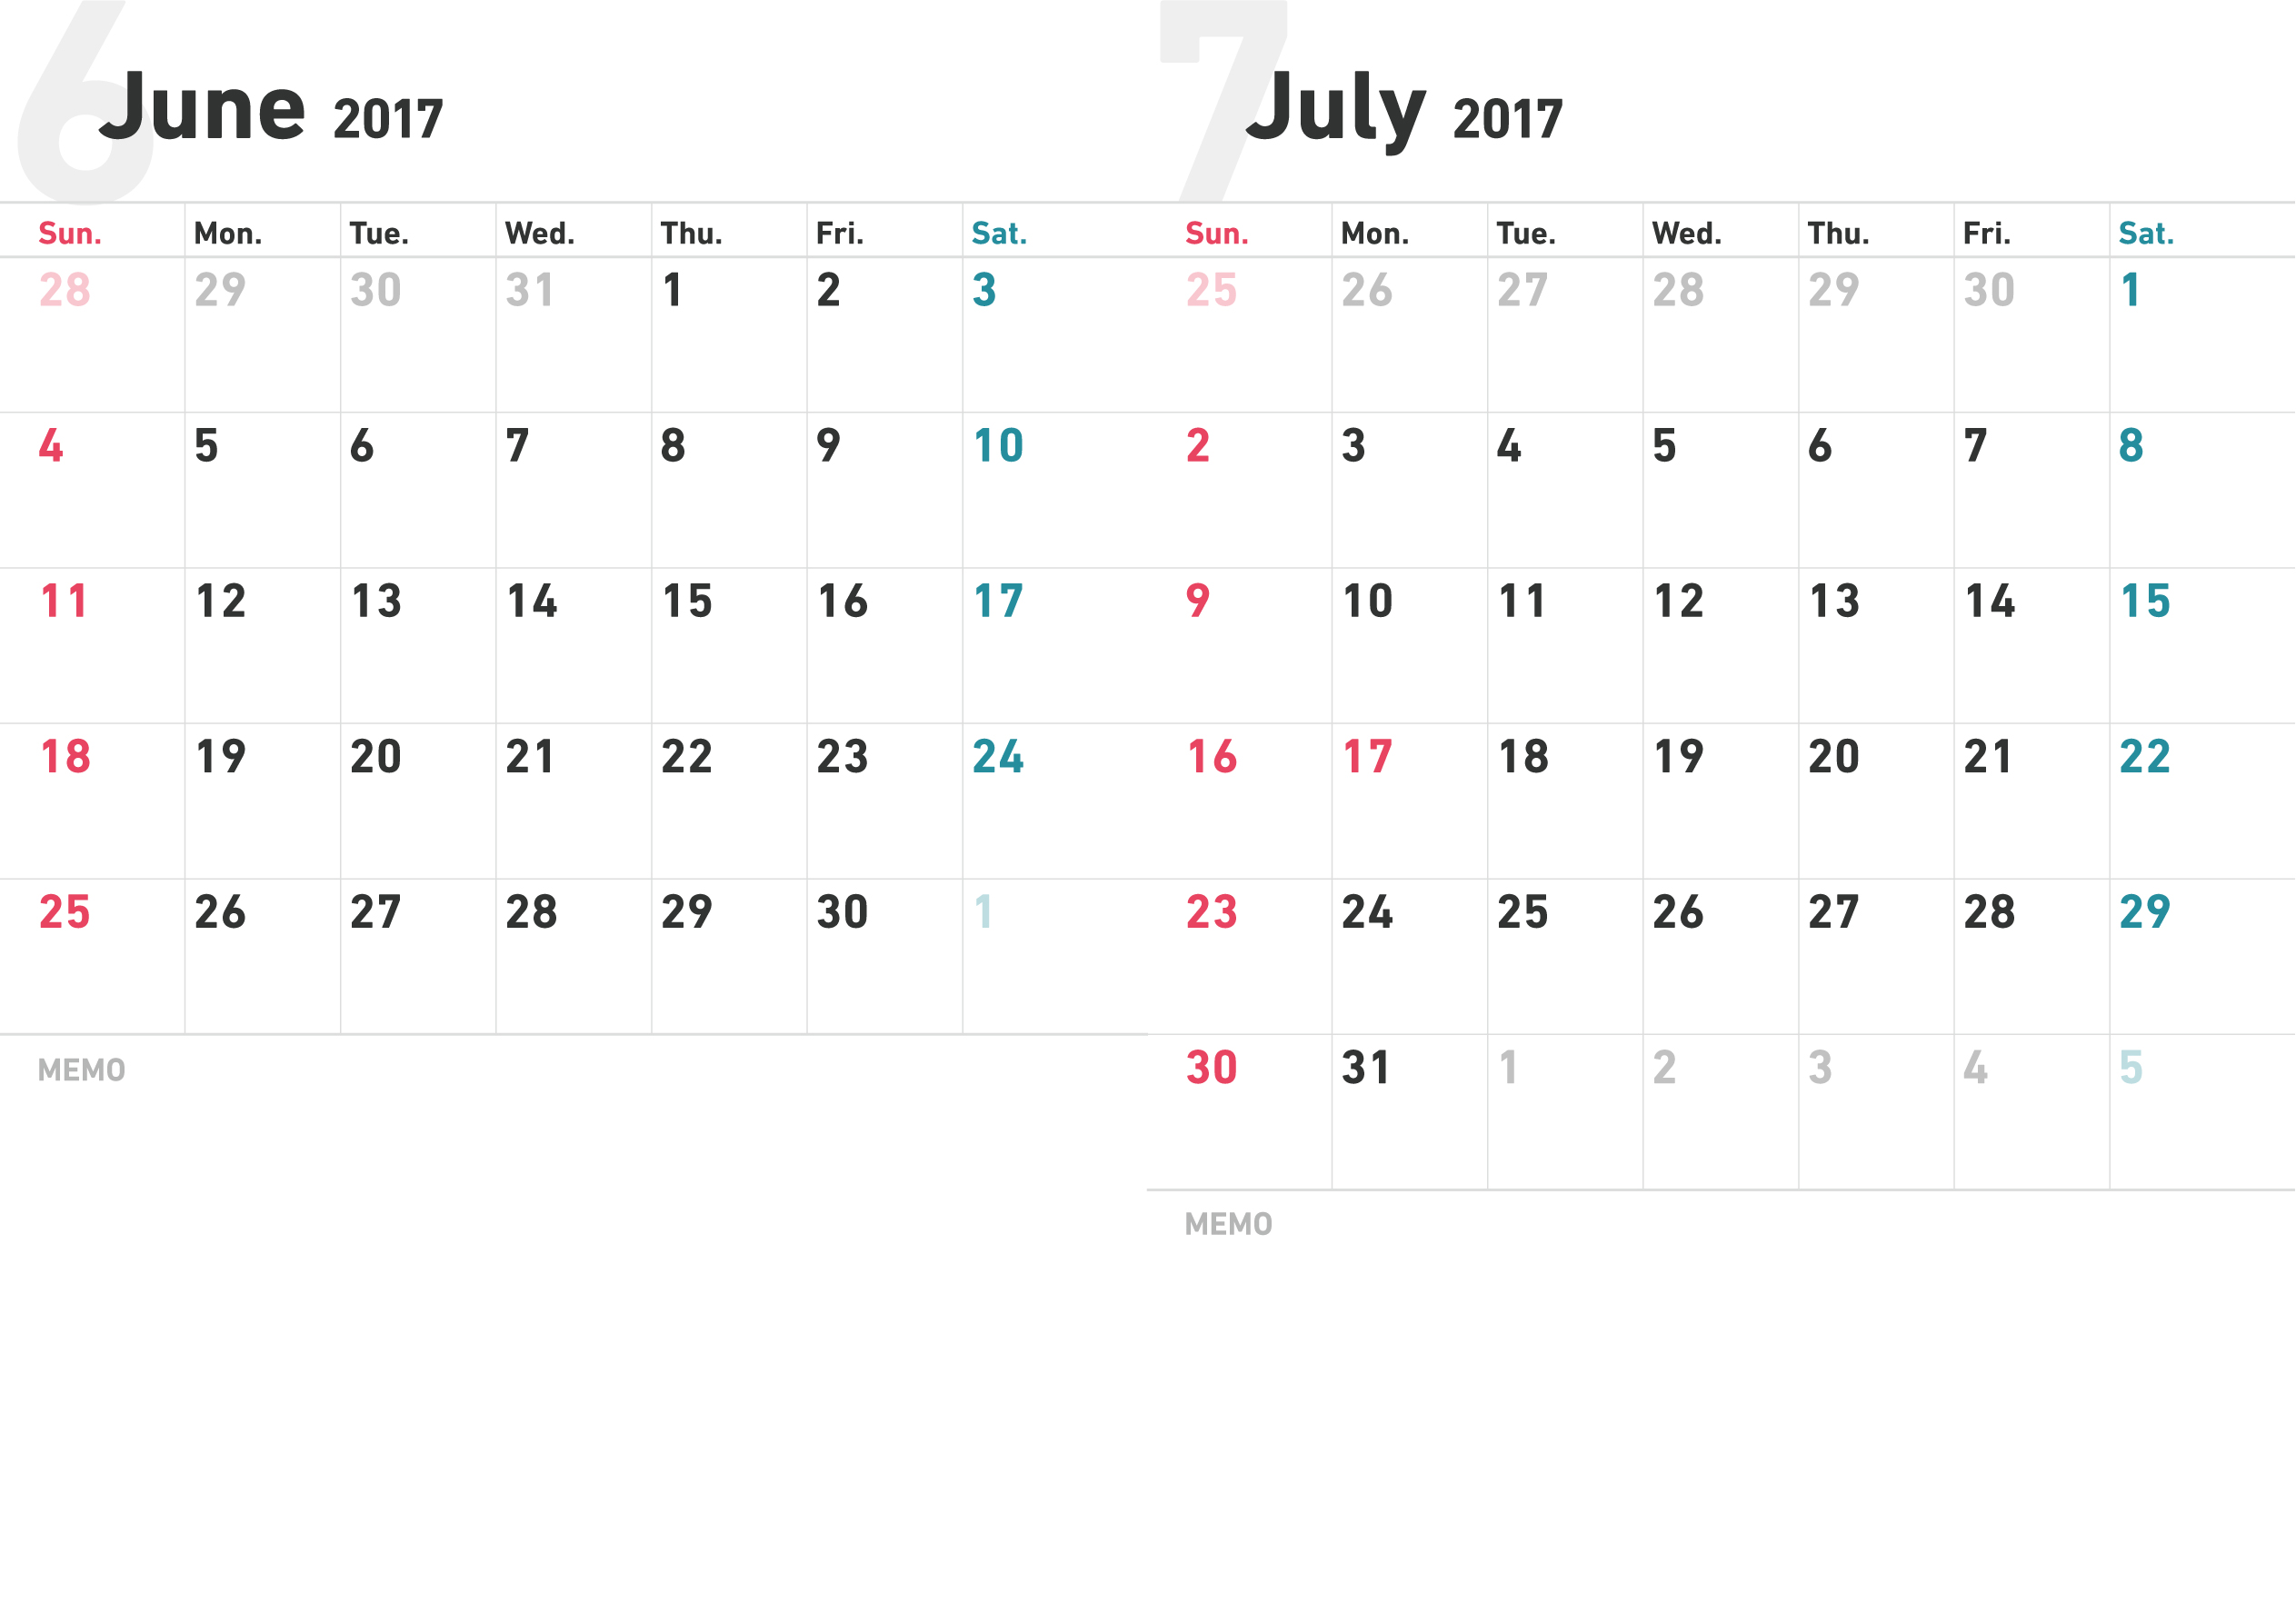 6
June 2017
Sun. Mon. Tue. Wed. Thu. Fri. Sat.
28 29 30 31 1 2 3
4 5 6 7 8 9 10
11 12 13 14 15 16 17
18 19 20 21 22 23 24
25 26 27 28 29 30 1
MEMO
7
July 2017
Sun. Mon. Tue. Wed. Thu. Fri. Sat.
25 26 27 28 29 30 1
2 3 4 5 6 7 8
9 10 11 12 13 14 15
16 17 18 19 20 21 22
23 24 25 26 27 28 29
30 31 1 2 3 4 5
MEMO